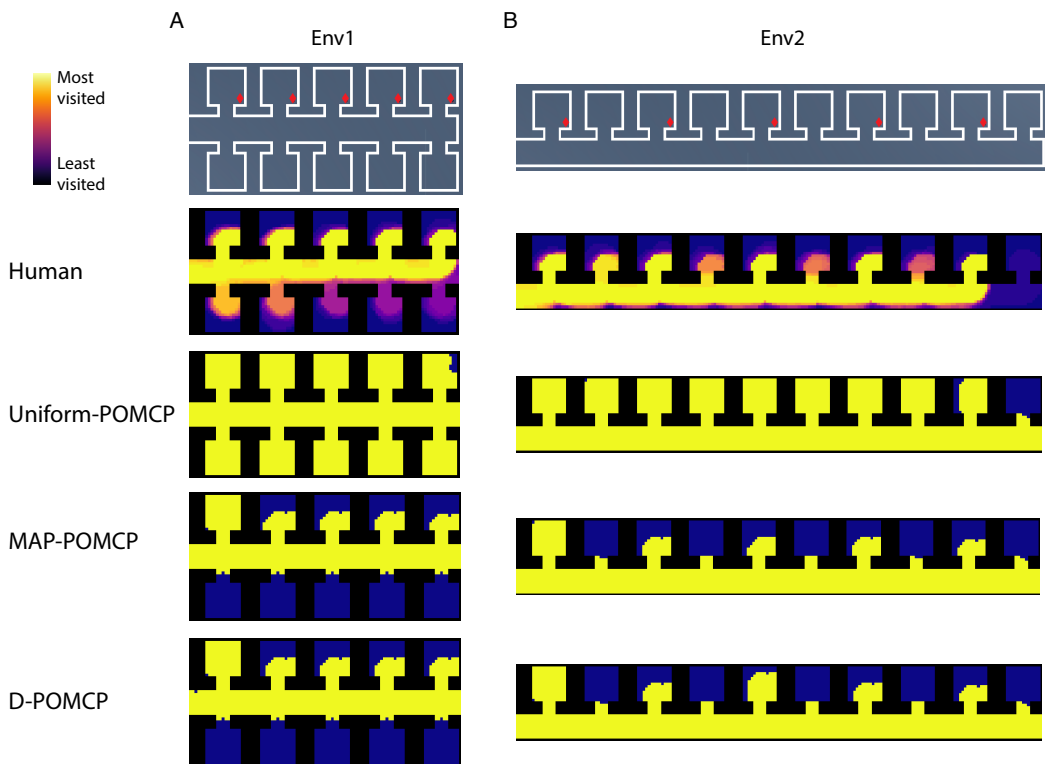 A
B
Env1
Env2
Most
visited
Least
visited
Human
Uniform-POMCP
MAP-POMCP
D-POMCP